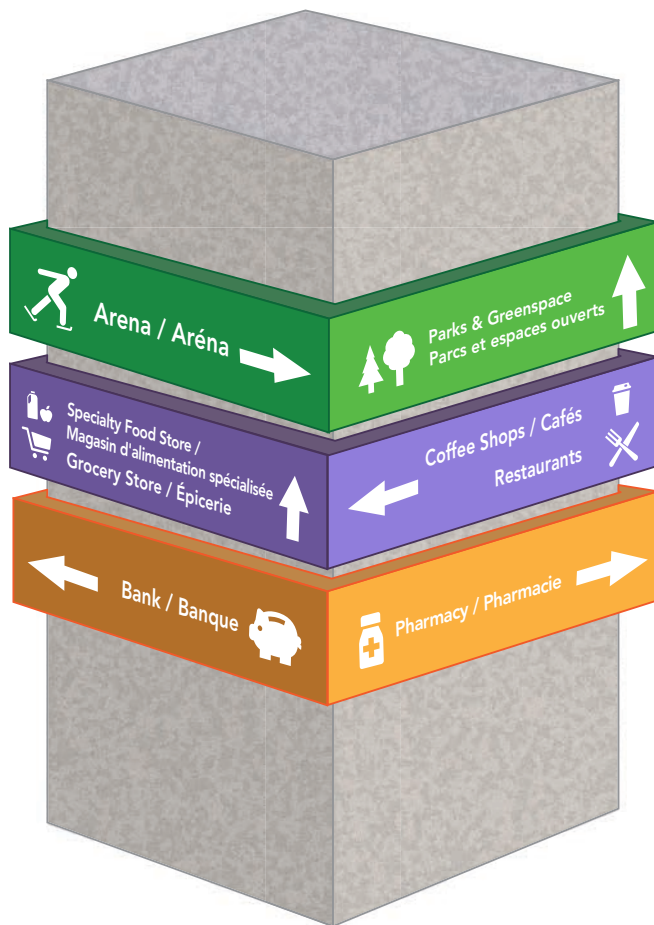 Arena / Aréna
Parks & Greenspace
Parcs et espaces ouverts
Specialty Food Store /
Magasin d'alimentation spécialisée
Grocery Store / Épicerie
Coffee Shops / Cafés
Restaurants
Bank / Banque
Pharmacy / Pharmacie